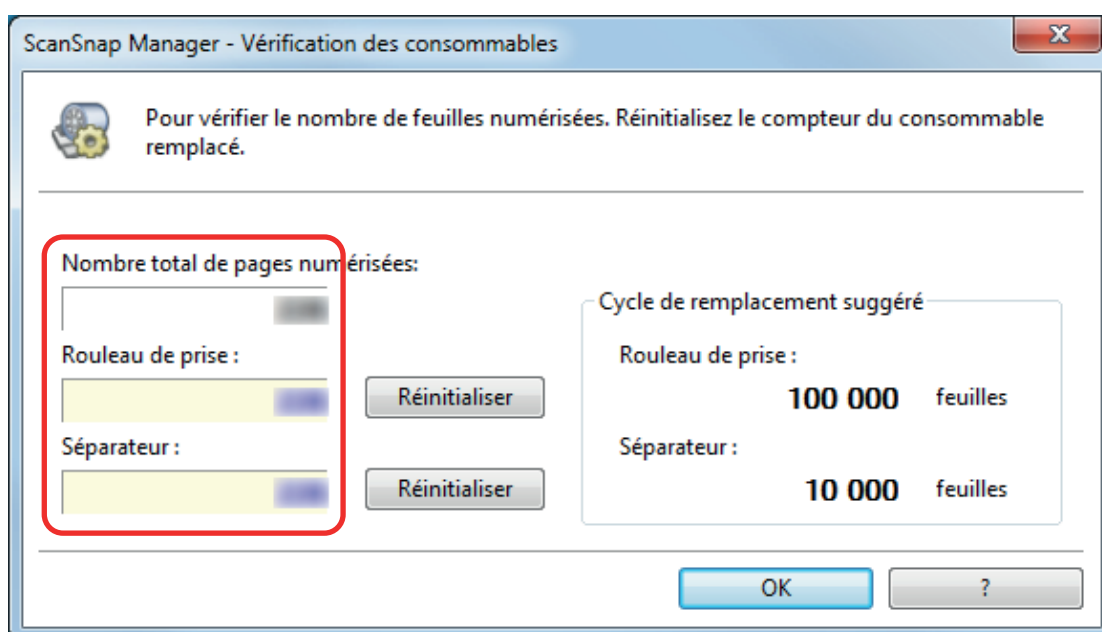 ScanSnap Manager - Vérification des consommables
Pour vérifier le nombre de feuilles numérisées. Réinitialisez le compteur du consommable
remplacé.
Nombre total de pages numérisées:
Rouleau de prise :
Réinitialiser
Séparateur :
Réinitialiser
Cycle de remplacement suggéré
Rouleau de prise :
100 000 feuilles
Séparateur :
10 000 feuilles
OK
?